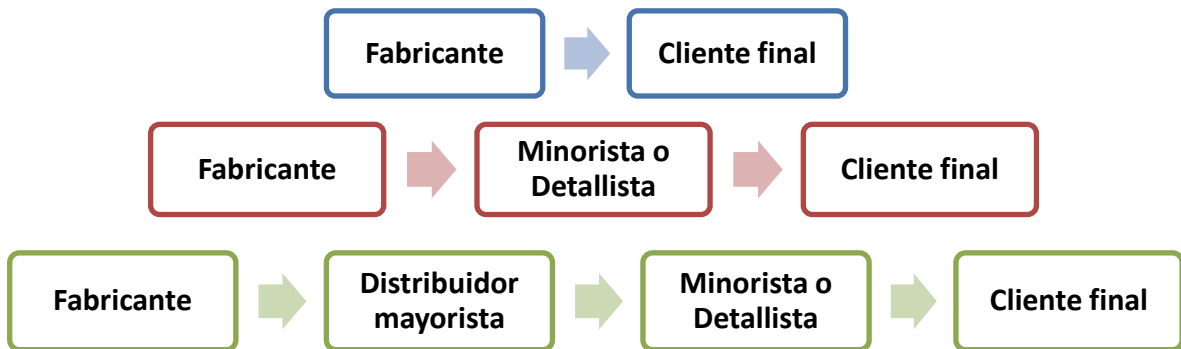 Fabricante
Cliente final
Fabricante
Minorista o
Detallista
Cliente final
Fabricante
Distribuidor
mayorista
Minorista o
Detallista
Cliente final